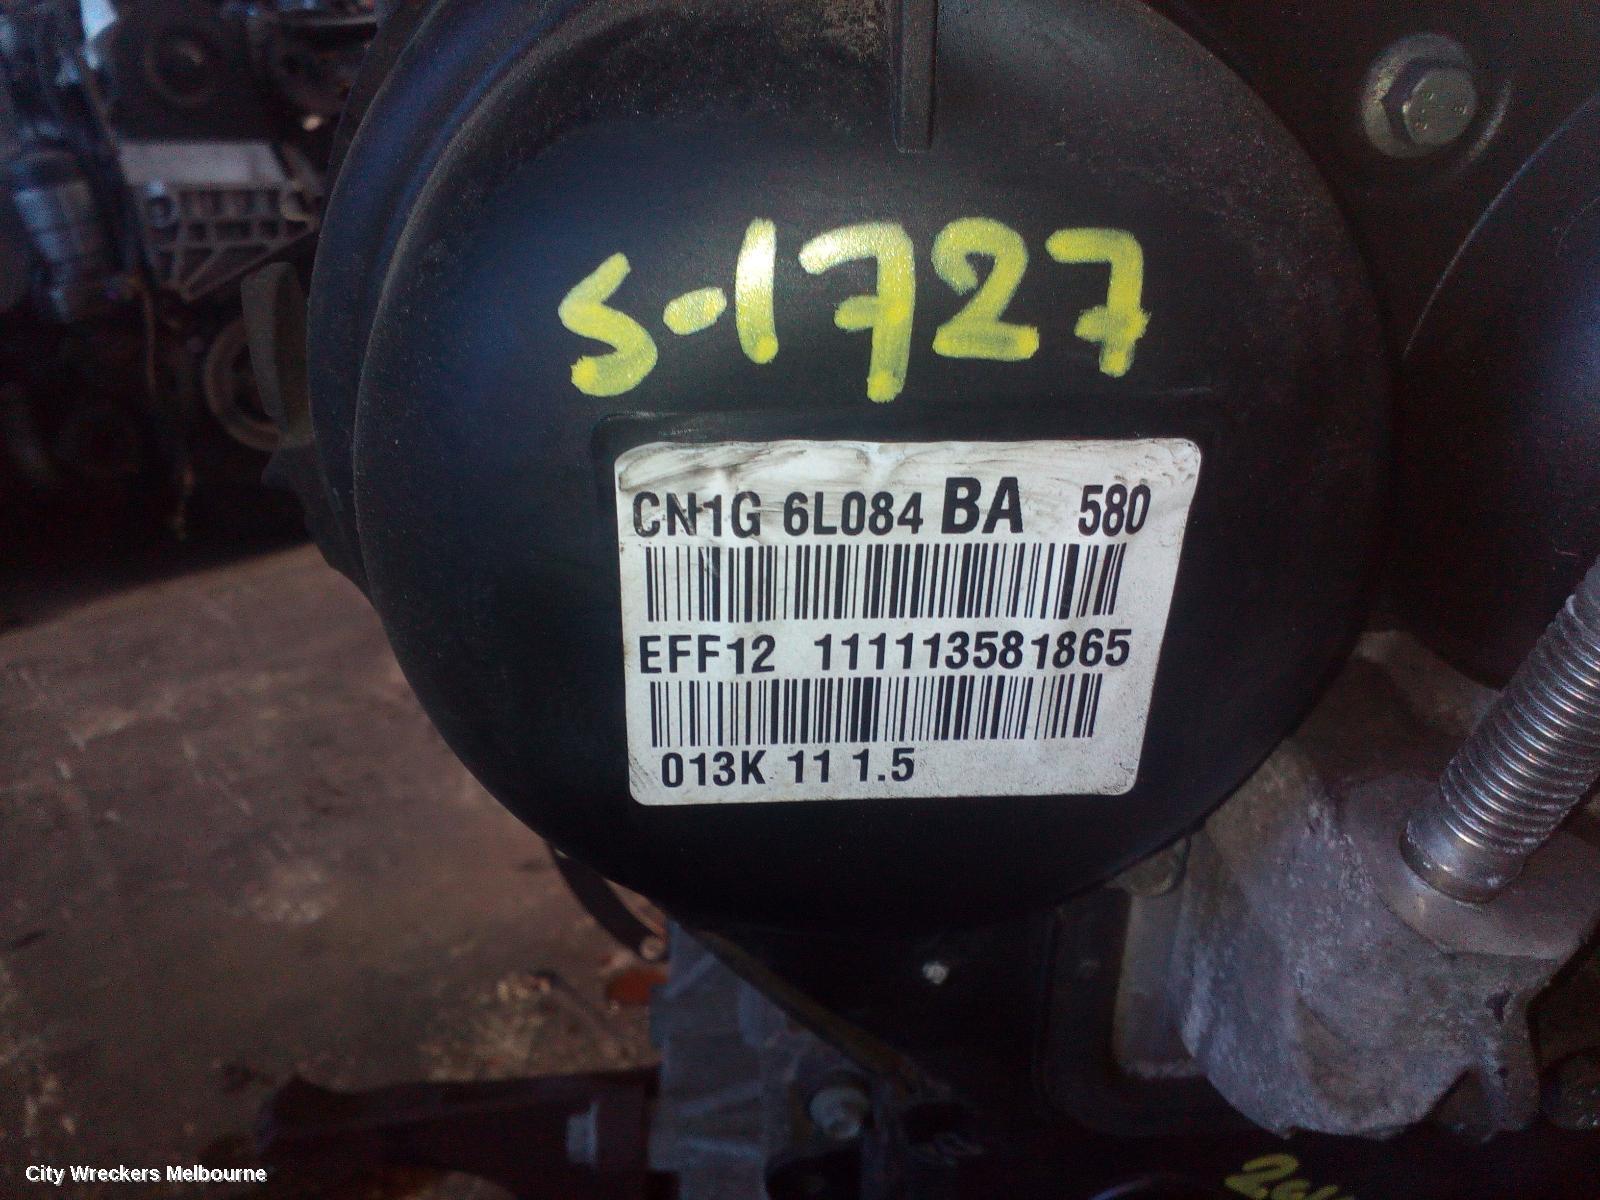 S-1727
CN1G 6L084 BA 580
EFF12 111113581865
013K 11 1.5
City Wreckers Melbourne